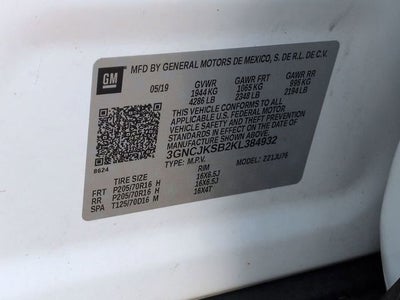 GM
MFD BY GENERAL MOTORS DE MEXICO, S. DE R.L. DE C.V.
05/19 GVWR GAWR FRT GAWR RR
1944 KG 1065 KG 995 KG
4286 LB 2348 LB 2194 LB
THIS VEHICLE CONFORMS TO ALL
APPLICABLE U.S. FEDERAL MOTOR
VEHICLE SAFETY, BUMPER, AND THEFT
PREVENTION STANDARDS IN EFFECT ON
THE DATE OF MANUFACTURE SHOWN ABOVE.
3GNCJKSB2KL384932
TYPE: M.P.V. MODEL: 221JU76
8624
TIRE SIZE RIM
FRT P205/70R16 H 16X6.5J
RR P205/70R16 H 16X6.5J
SPA T125/70D16 M 16X4T